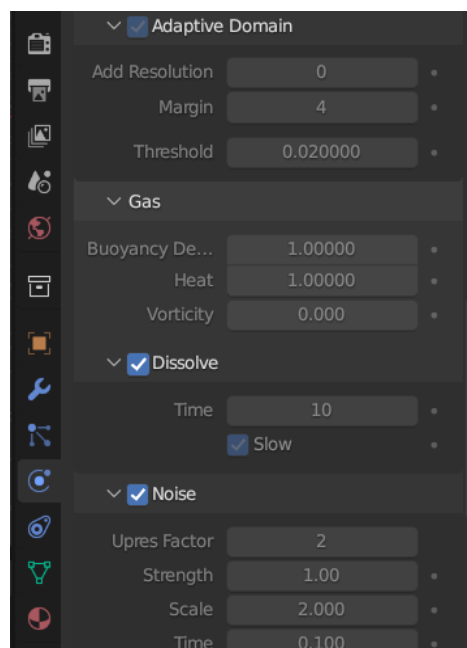 Adaptive Domain
Add Resolution 0
Margin 4
Threshold 0.020000
Gas
Buoyancy De... 1.00000
Heat 1.00000
Vorticity 0.000
Dissolve
Time 10
Slow
Noise
Upres Factor 2
Strength 1.00
Scale 2.000
Time 0.100